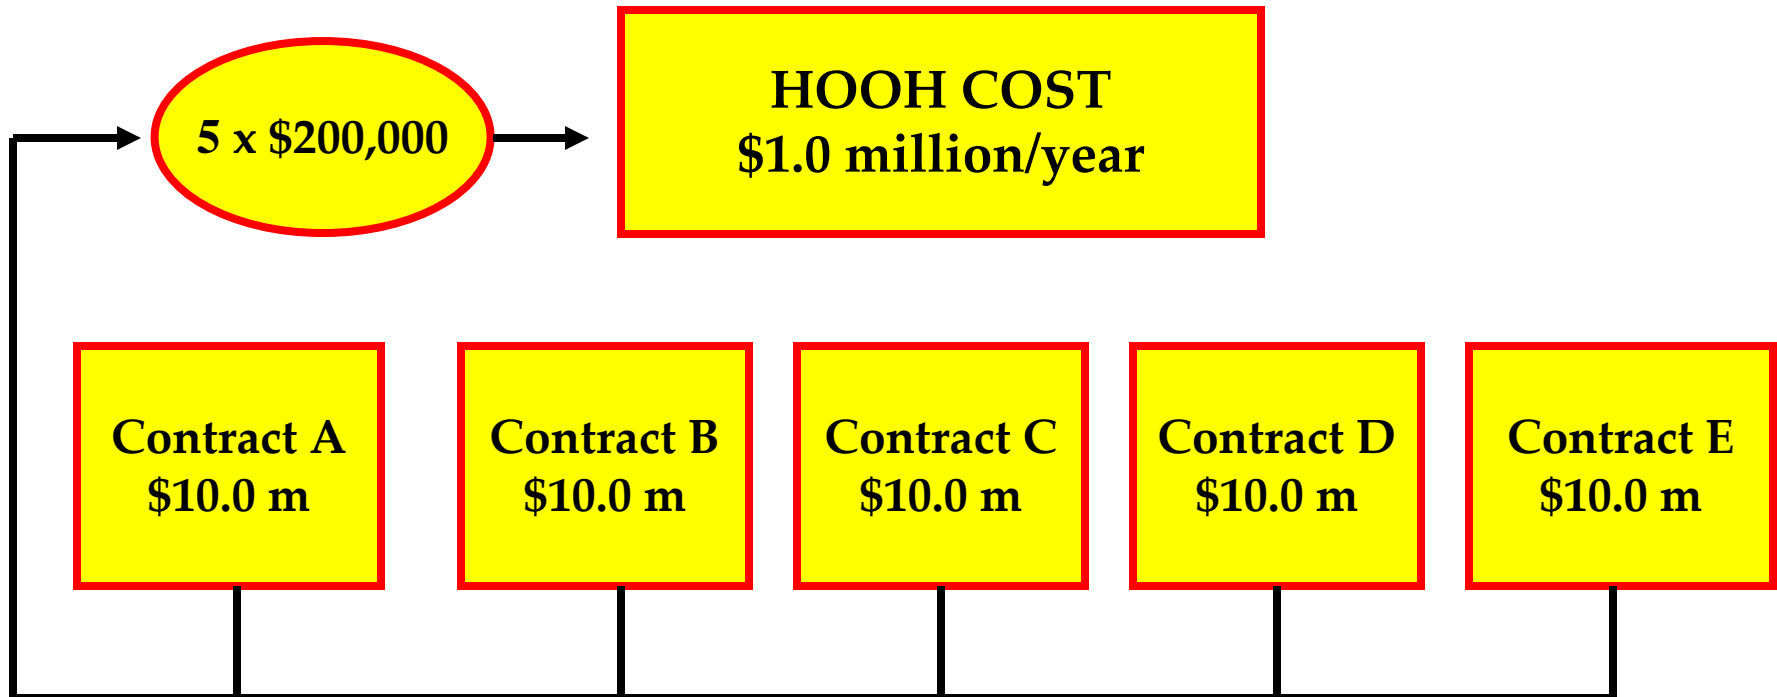 5 x $200,000
HOOH COST
$1.0 million/year
Contract A
$10.0 m
Contract B
$10.0 m
Contract C
$10.0 m
Contract D
$10.0 m
Contract E
$10.0 m